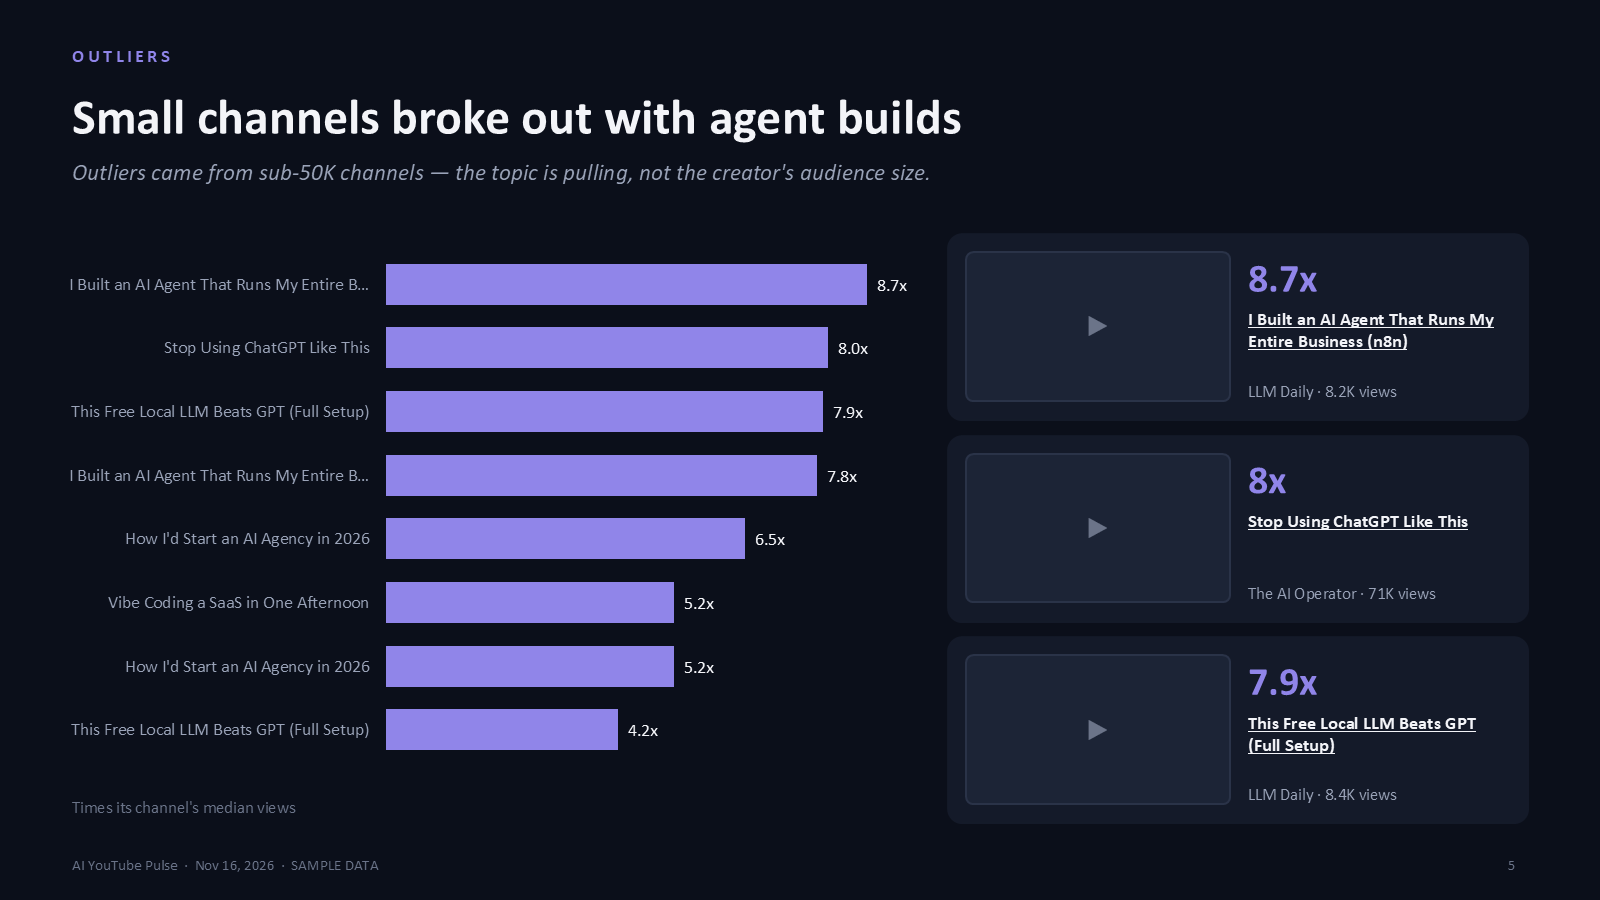 OUTLIERS
Small channels broke out with agent builds
Outliers came from sub-50K channels — the topic is pulling, not the creator's audience size.
I Built an AI Agent That Runs My Entire B... 8.7x
Stop Using ChatGPT Like This 8.0x
This Free Local LLM Beats GPT (Full Setup) 7.9x
I Built an AI Agent That Runs My Entire B... 7.8x
How I'd Start an AI Agency in 2026 6.5x
Vibe Coding a SaaS in One Afternoon 5.2x
How I'd Start an AI Agency in 2026 5.2x
This Free Local LLM Beats GPT (Full Setup) 4.2x
Times its channel's median views
8.7x
I Built an AI Agent That Runs My
Entire Business (n8n)
LLM Daily · 8.2K views
8x
Stop Using ChatGPT Like This
The AI Operator · 71K views
7.9x
This Free Local LLM Beats GPT
(Full Setup)
LLM Daily · 8.4K views
AI YouTube Pulse · Nov 16, 2026 · SAMPLE DATA
5